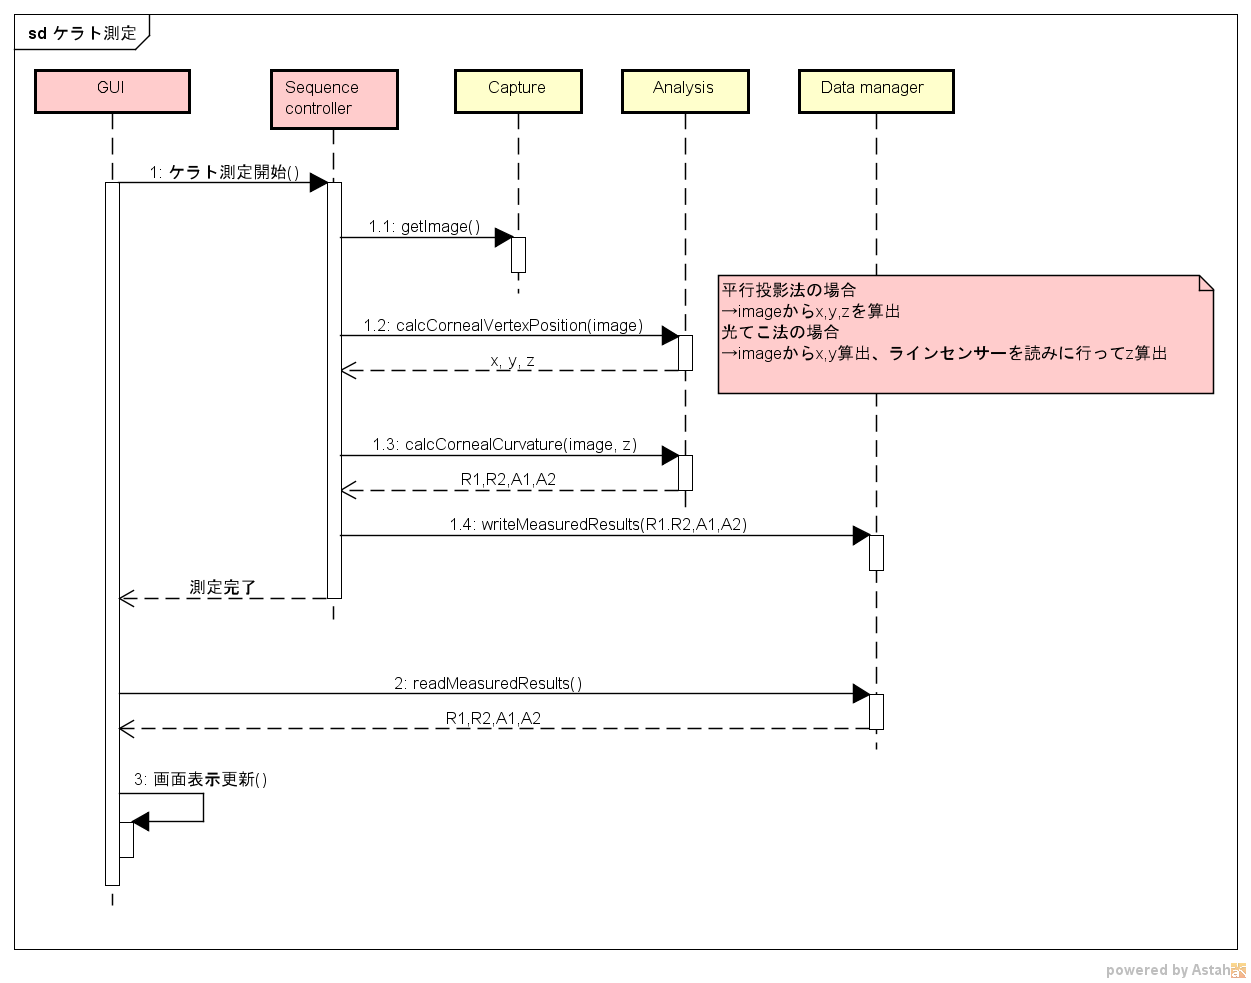 sd ケラト測定
GUI
Sequence
controller
Capture
Analysis
Data manager
1: ケラト測定開始()
1.1: getImage()
平行投影法の場合
→imageからx,y,zを算出
光てこ法の場合
→imageからx,y算出、ラインセンサーを読みに行ってz算出
1.2: calcCornealVertexPosition(image)
x, y, z
1.3: calcCornealCurvature(image, z)
R1,R2,A1,A2
1.4: writeMeasuredResults(R1.R2,A1,A2)
測定完了
2: readMeasuredResults()
R1,R2,A1,A2
3: 画面表示更新()
powered by Astah